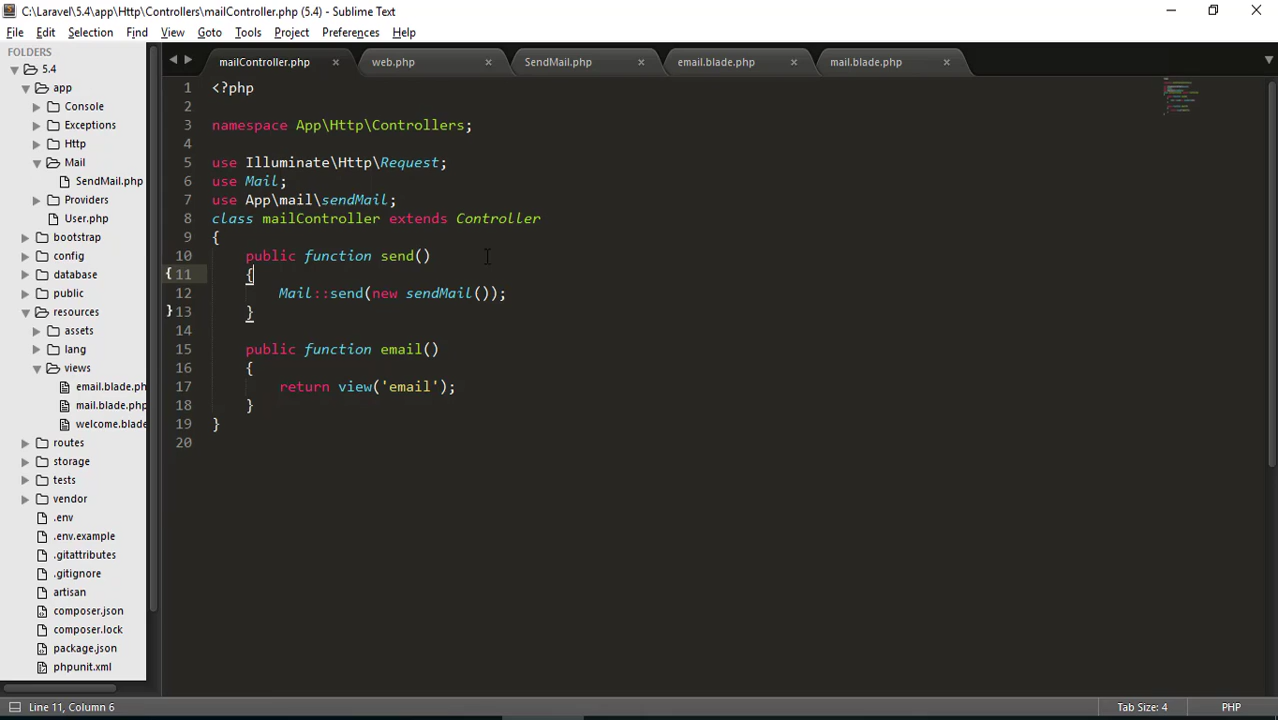 C:\Laravel\5.4\app\Http\Controllers\mailController.php (5.4) - Sublime Text
File Edit Selection Find View Goto Tools Project Preferences Help
FOLDERS
5.4
app
Console
Exceptions
Http
Mail
SendMail.php
Providers
User.php
bootstrap
config
database
public
resources
assets
lang
views
email.blade.ph
mail.blade.php
welcome.blade
routes
storage
tests
vendor
.env
.env.example
.gitattributes
.gitignore
artisan
composer.json
composer.lock
package.json
phpunit.xml
mailController.php × web.php × SendMail.php × email.blade.php × mail.blade.php ×
1 <?php
2
3 namespace App\Http\Controllers;
4
5 use Illuminate\Http\Request;
6 use Mail;
7 use App\mail\sendMail;
8 class mailController extends Controller
9 {
10 public function send()
{ 11 {
12 Mail::send(new sendMail());
} 13 }
14
15 public function email()
16 {
17 return view('email');
18 }
19 }
20
Line 11, Column 6 Tab Size: 4 PHP